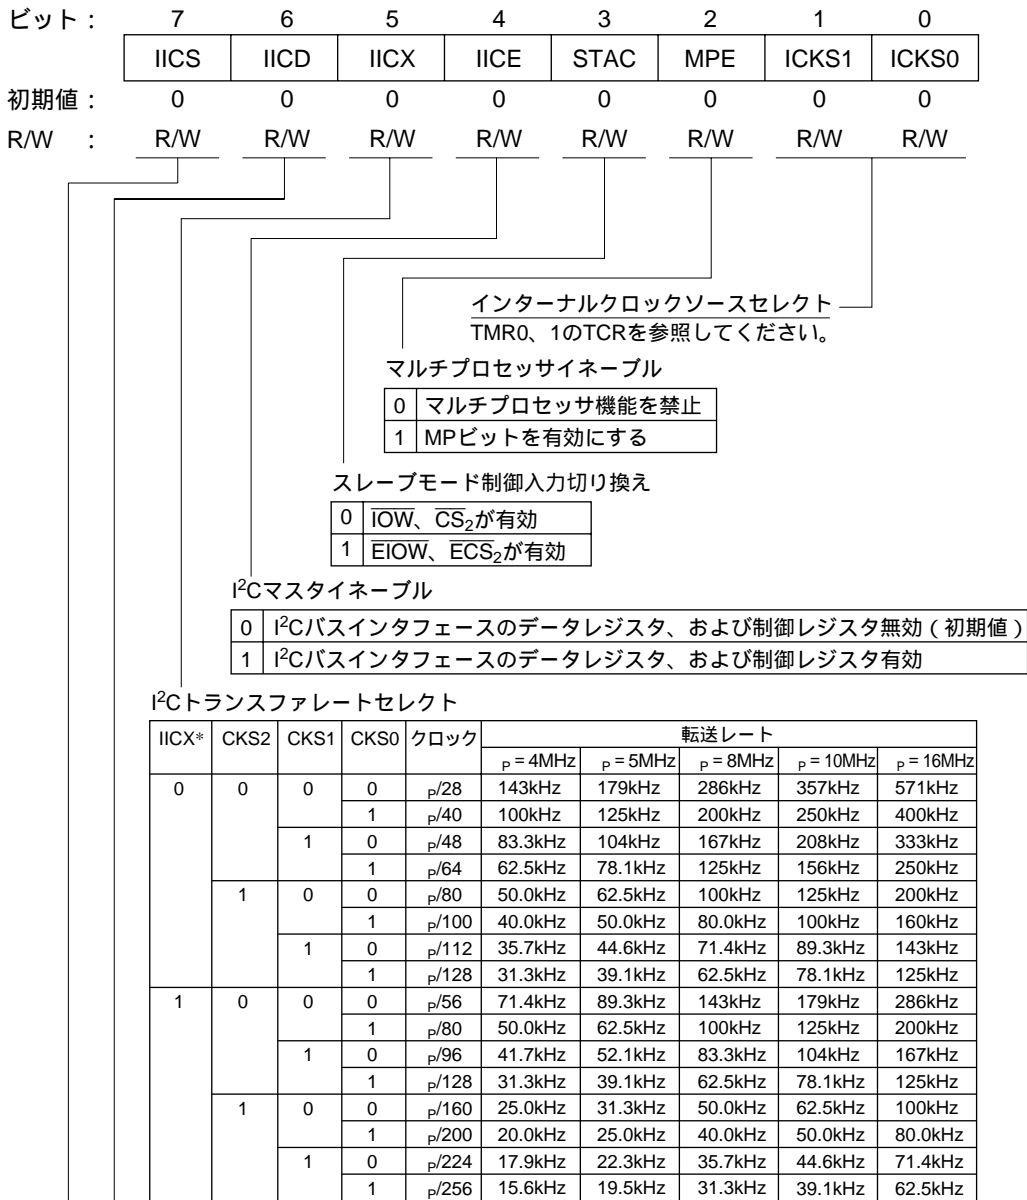 ビット： 7 6 5 4 3 2 1 0
IICS IICD IICX IICE STAC MPE ICKS1 ICKS0
初期値： 0 0 0 0 0 0 0 0
R/W ： R/W R/W R/W R/W R/W R/W R/W R/W
インターナルクロックソースセレクト
TMR0、1のTCRを参照してください。
マルチプロセッサイネーブル
0 マルチプロセッサ機能を禁止
1 MPビットを有効にする
スレーブモード制御入力切り換え
0 IOW、CS2が有効
1 EIOW、ECS2が有効
I2Cマスタイネーブル
0 I2Cバスインタフェースのデータレジスタ、および制御レジスタ無効（初期値）
1 I2Cバスインタフェースのデータレジスタ、および制御レジスタ有効
I2Cトランスファレートセレクト
IICX* CKS2 CKS1 CKS0 クロック 転送レート
P = 4MHz P = 5MHz P = 8MHz P = 10MHz P = 16MHz
0 0 0 0 P/28 143kHz 179kHz 286kHz 357kHz 571kHz
1 P/40 100kHz 125kHz 200kHz 250kHz 400kHz
1 0 P/48 83.3kHz 104kHz 167kHz 208kHz 333kHz
1 P/64 62.5kHz 78.1kHz 125kHz 156kHz 250kHz
1 0 0 P/80 50.0kHz 62.5kHz 100kHz 125kHz 200kHz
1 P/100 40.0kHz 50.0kHz 80.0kHz 100kHz 160kHz
1 0 P/112 35.7kHz 44.6kHz 71.4kHz 89.3kHz 143kHz
1 P/128 31.3kHz 39.1kHz 62.5kHz 78.1kHz 125kHz
1 0 0 0 P/56 71.4kHz 89.3kHz 143kHz 179kHz 286kHz
1 P/80 50.0kHz 62.5kHz 100kHz 125kHz 200kHz
1 0 P/96 41.7kHz 52.1kHz 83.3kHz 104kHz 167kHz
1 P/128 31.3kHz 39.1kHz 62.5kHz 78.1kHz 125kHz
1 0 0 P/160 25.0kHz 31.3kHz 50.0kHz 62.5kHz 100kHz
1 P/200 20.0kHz 25.0kHz 40.0kHz 50.0kHz 80.0kHz
1 0 P/224 17.9kHz 22.3kHz 35.7kHz 44.6kHz 71.4kHz
1 P/256 15.6kHz 19.5kHz 31.3kHz 39.1kHz 62.5kHz